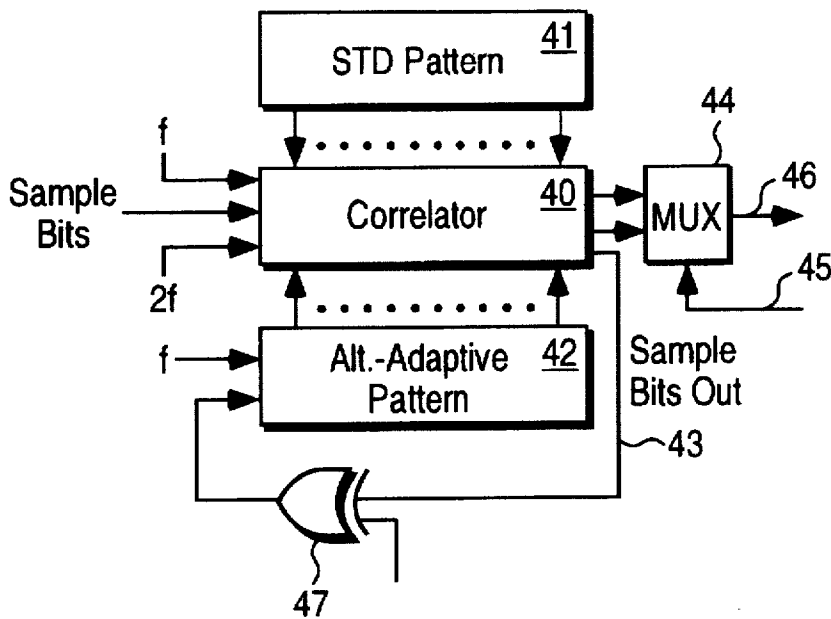 41
STD Pattern
44
f
46
Sample
Bits
40
Correlator
MUX
45
2f
f
42
Alt.-Adaptive
Pattern
Sample
Bits Out
43
47